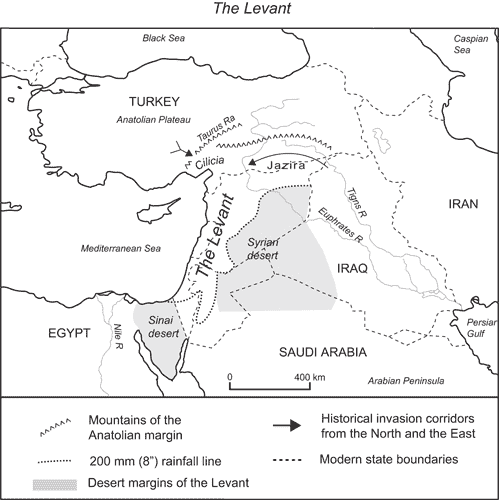 The Levant
Black Sea
Caspian
Sea
TURKEY
Anatolian Plateau
Taurus Ra
Cilicia
Jazira
Tigris R
IRAN
The Levant
Euphrates R
Mediterranean Sea
Syrian
desert
IRAQ
EGYPT
Nile R
Sinai
desert
Persian
Gulf
SAUDI ARABIA
0 400 km
Arabian Peninsula
Mountains of the
Anatolian margin
Historical invasion corridors
from the North and the East
200 mm (8") rainfall line
Modern state boundaries
Desert margins of the Levant